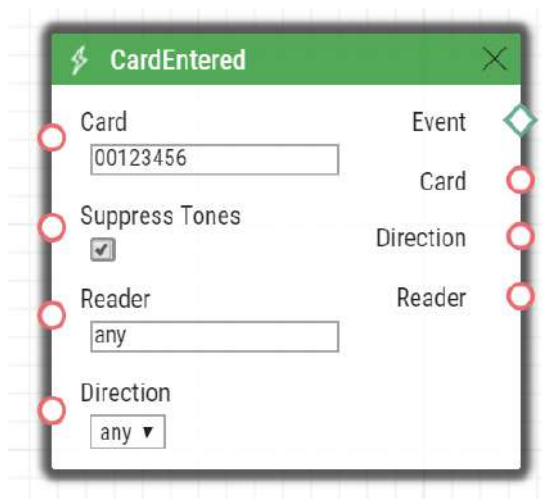 CardEntered
Card
00123456
Suppress Tones
Reader
any
Direction
any
Event
Card
Direction
Reader